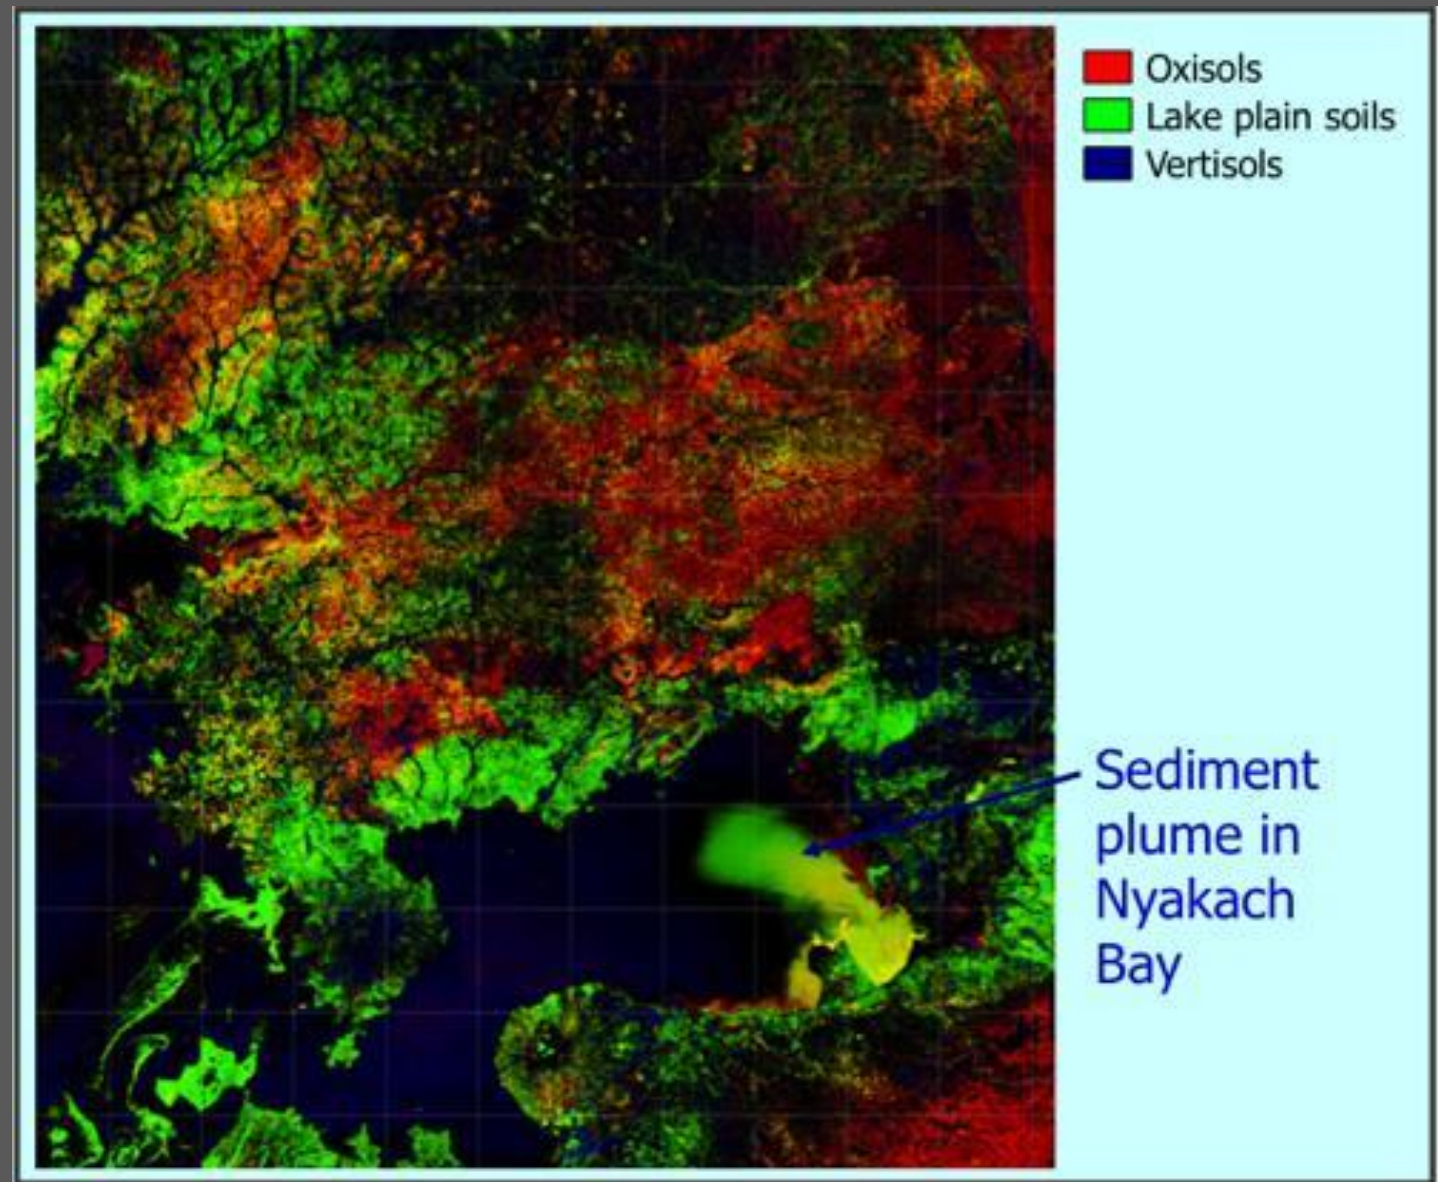 Oxisols
Lake plain soils
Vertisols
Sediment
plume in
Nyakach
Bay